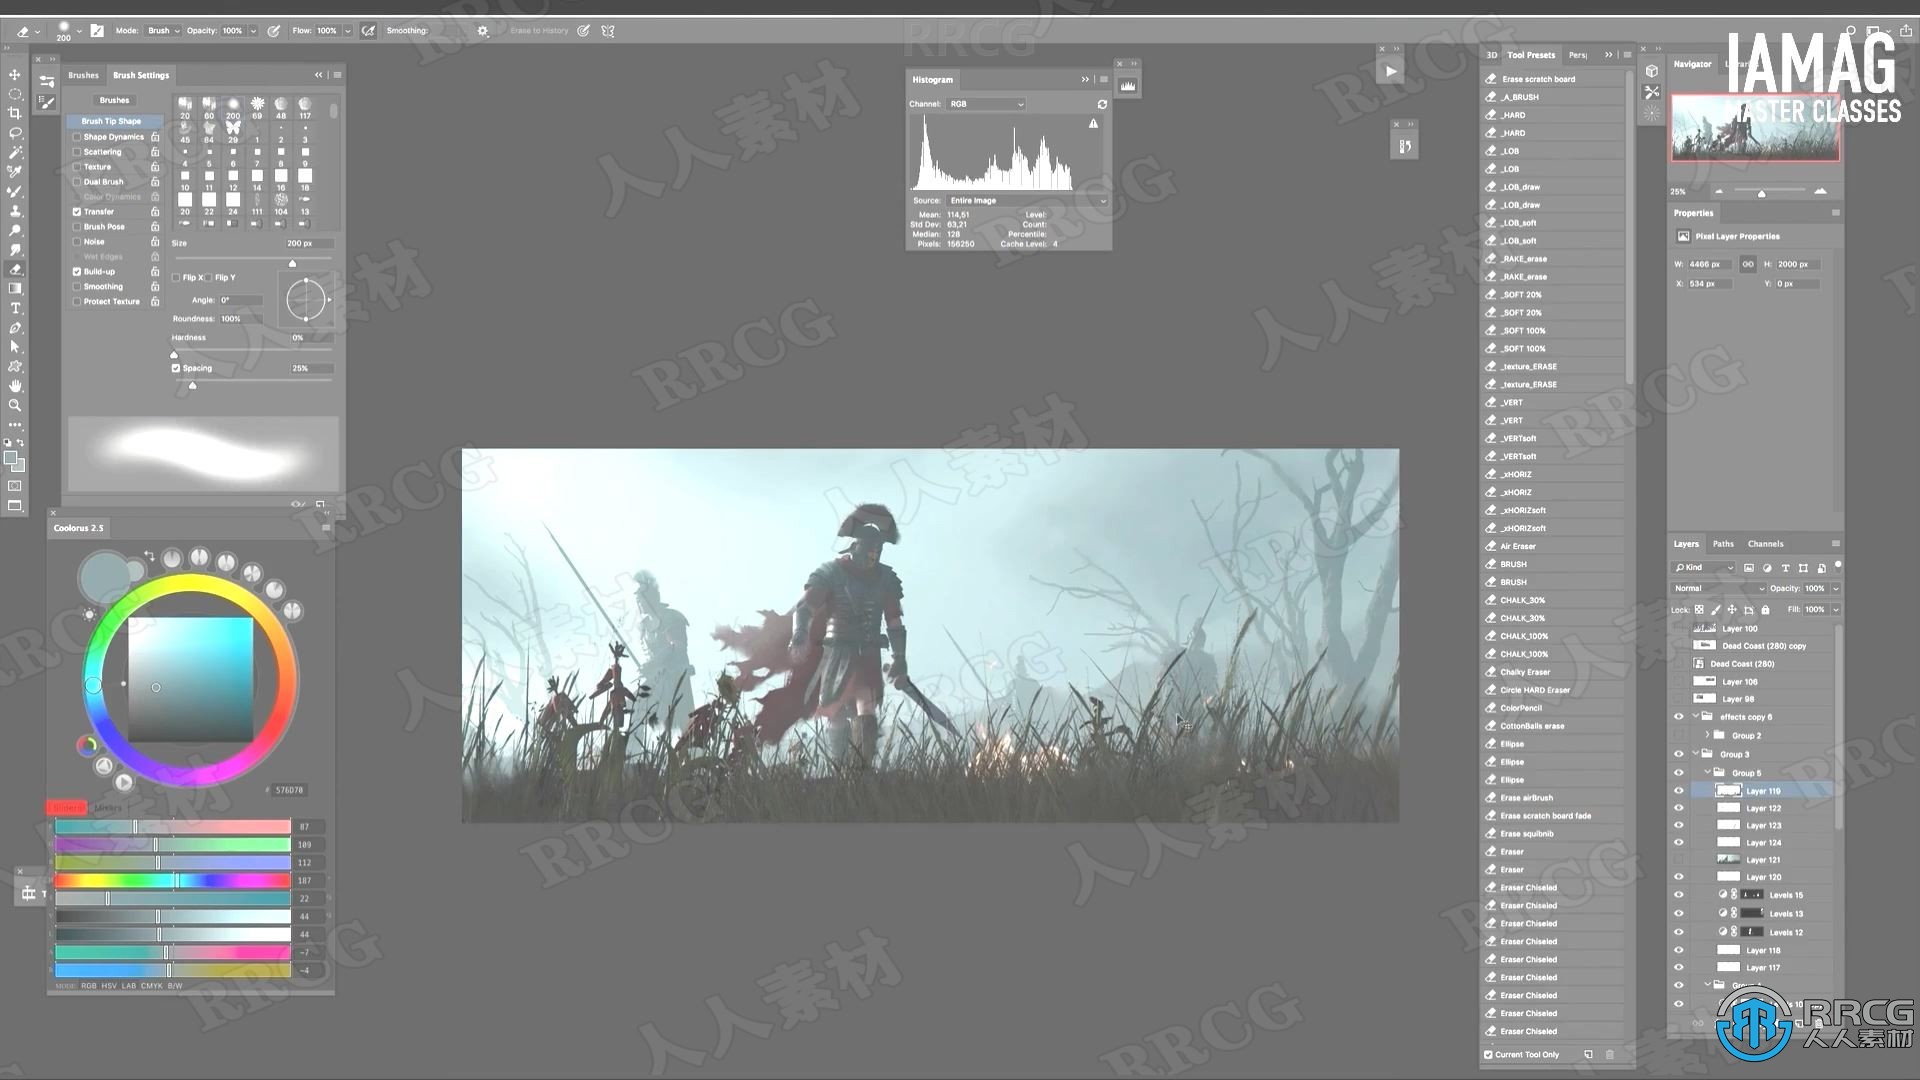 200
Mode: Brush
Opacity: 100%
Flow: 100%
Smoothing:
Erase to History
IAMAG
MASTER CLASSES
Brushes
Brush Settings
Brushes
Brush Tip Shape
Shape Dynamics
Scattering
Texture
Dual Brush
Color Dynamics
Transfer
Brush Pose
Noise
Wet Edges
Build-up
Smoothing
Protect Texture
20 60 200 69 48 117
45 64 29 1 2 3
4 5 6 7 8 9
10 11 12 14 16 18
20 22 24 111 104 13
Size 200 px
Flip X Flip Y
Angle: 0°
Roundness: 100%
Hardness 0%
Spacing 25%
Coolorus 2.5
# 576D70
Sliders Mixers
87
109
112
187
22
44
44
-7
-4
MODE: RGB HSV LAB CMYK B/W
Histogram
Channel: RGB
Source: Entire Image
Mean: 114,51 Level:
Std Dev: 63,21 Count:
Median: 128 Percentile:
Pixels: 156250 Cache Level: 4
3D Tool Presets Persp
Erase scratch board
_A_BRUSH
_HARD
_HARD
_LOB
_LOB
_LOB_draw
_LOB_draw
_LOB_soft
_LOB_soft
_RAKE_erase
_RAKE_erase
_SOFT 20%
_SOFT 20%
_SOFT 100%
_SOFT 100%
_texture_ERASE
_texture_ERASE
_VERT
_VERT
_VERTsoft
_VERTsoft
_xHORIZ
_xHORIZ
_xHORIZsoft
_xHORIZsoft
Air Eraser
BRUSH
BRUSH
CHALK_30%
CHALK_30%
CHALK_100%
CHALK_100%
Chalky Eraser
Circle HARD Eraser
ColorPencil
CottonBalls erase
Ellipse
Ellipse
Ellipse
Erase airBrush
Erase scratch board fade
Erase squibnib
Eraser
Eraser
Eraser Chiseled
Eraser Chiseled
Eraser Chiseled
Eraser Chiseled
Eraser Chiseled
Eraser Chiseled
Eraser Chiseled
Eraser Chiseled
Eraser Chiseled
Current Tool Only
Navigator
25%
Properties
Pixel Layer Properties
W: 4466 px H: 2000 px
X: 534 px Y: 0 px
Layers Paths Channels
Kind
Normal Opacity: 100%
Lock: Fill: 100%
Layer 100
Dead Coast (280) copy
Dead Coast (280)
Layer 106
Layer 98
effects copy 6
Group 2
Group 3
Group 5
Layer 119
Layer 122
Layer 123
Layer 124
Layer 121
Layer 120
Levels 15
Levels 13
Levels 12
Layer 118
Layer 117
RRCG
人人素材